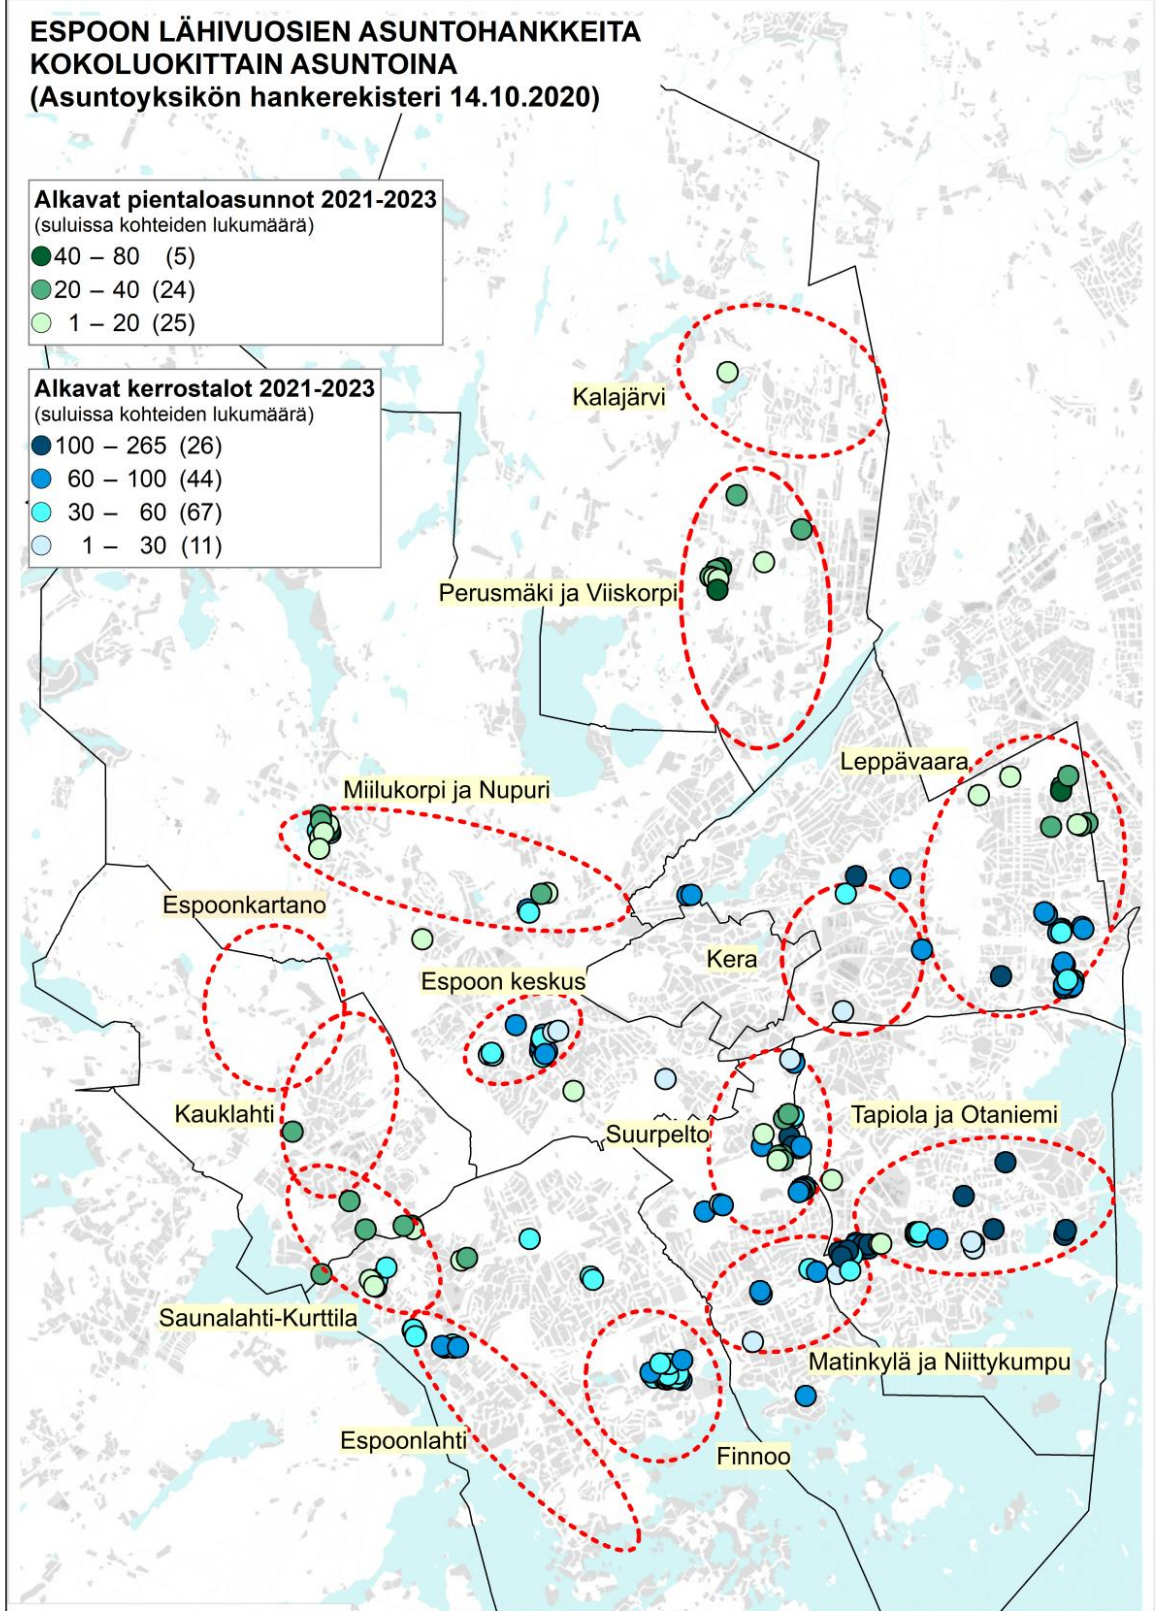 ESPOON LÄHIVUOSIEN ASUNTOHANKKEITA
KOKOLUOKITTAIN ASUNTOINA
(Asuntoyksikön hankerekisteri 14.10.2020)
Alkavat pientaloasunnot 2021-2023
(suluissa kohteiden lukumäärä)
40 – 80 (5)
20 – 40 (24)
1 – 20 (25)
Alkavat kerrostalot 2021-2023
(suluissa kohteiden lukumäärä)
100 – 265 (26)
60 – 100 (44)
30 – 60 (67)
1 – 30 (11)
Kalajärvi
Perusmäki ja Viiskorpi
Leppävaara
Miilukorpi ja Nupuri
Espoonkartano
Kera
Espoon keskus
Kauklahti
Tapiola ja Otaniemi
Suurpelto
Saunalahti-Kurttila
Matinkylä ja Niittykumpu
Espoonlahti
Finnoo